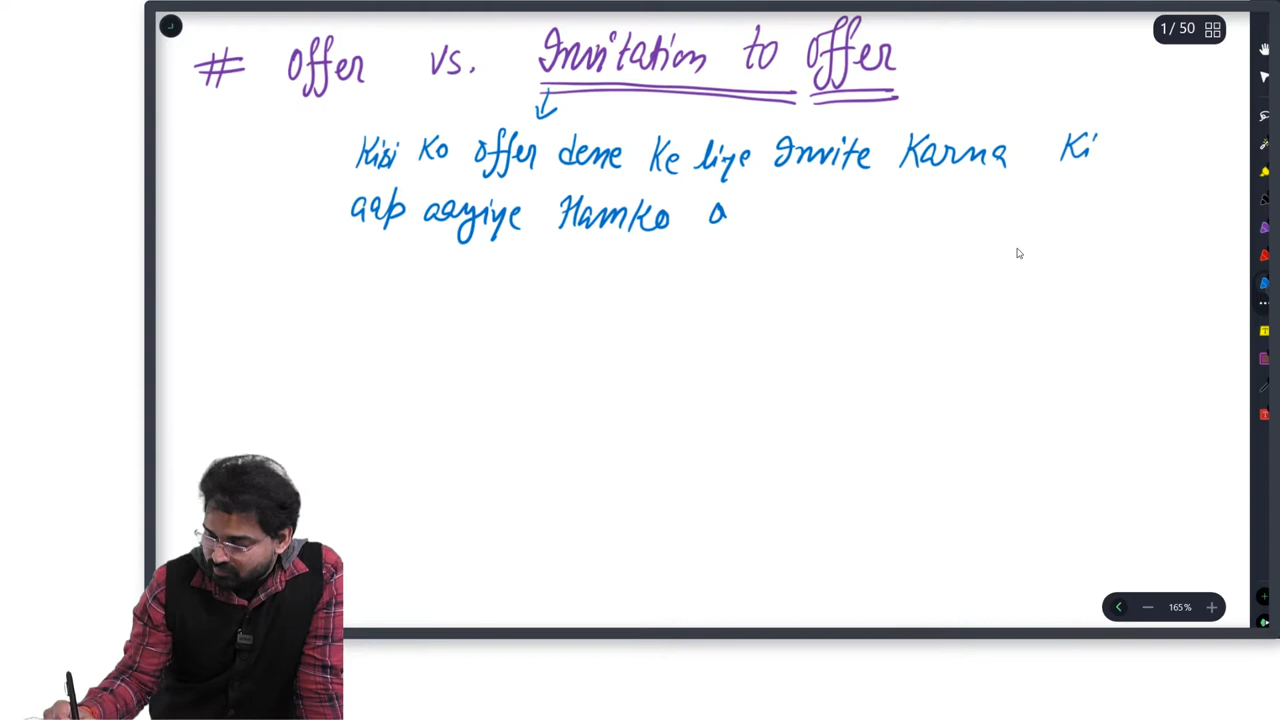 # Offer vs. Invitation to Offer
Kisi Ko offer dene Ke liye Invite Karna Ki
aap aayiye Hamko o
1 / 50
165%